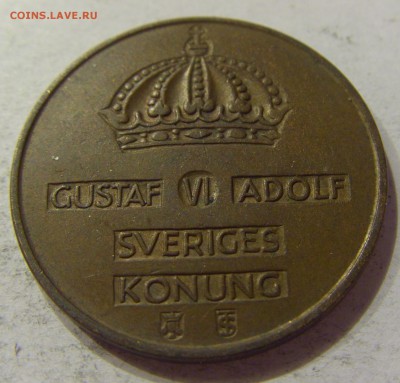 COINS.LAVE.RU
GUSTAF VI ADOLF
SVERIGES
KONUNG